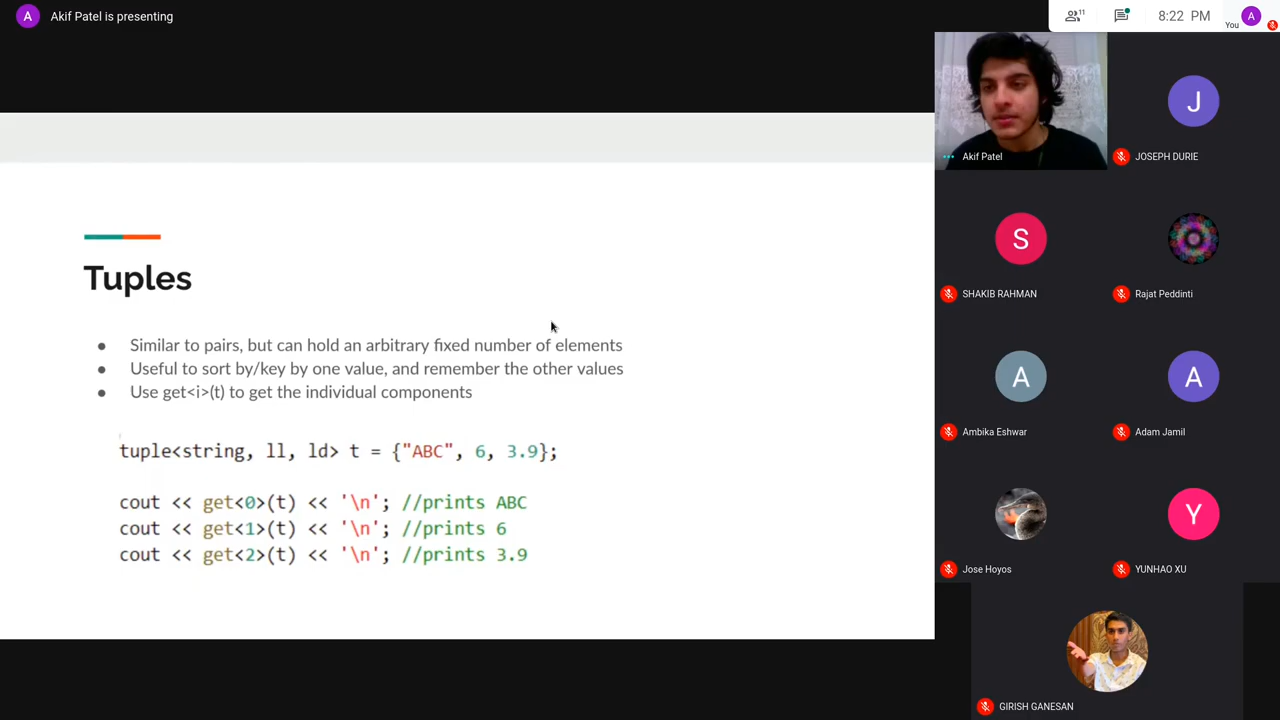 A Akif Patel is presenting
11
8:22 PM
A
You
Tuples
● Similar to pairs, but can hold an arbitrary fixed number of elements
● Useful to sort by/key by one value, and remember the other values
● Use get<i>(t) to get the individual components
tuple<string, ll, ld> t = {"ABC", 6, 3.9};
cout << get<0>(t) << '\n'; //prints ABC
cout << get<1>(t) << '\n'; //prints 6
cout << get<2>(t) << '\n'; //prints 3.9
Akif Patel
J
JOSEPH DURIE
S
SHAKIB RAHMAN
Rajat Peddinti
A
Ambika Eshwar
A
Adam Jamil
Jose Hoyos
Y
YUNHAO XU
GIRISH GANESAN